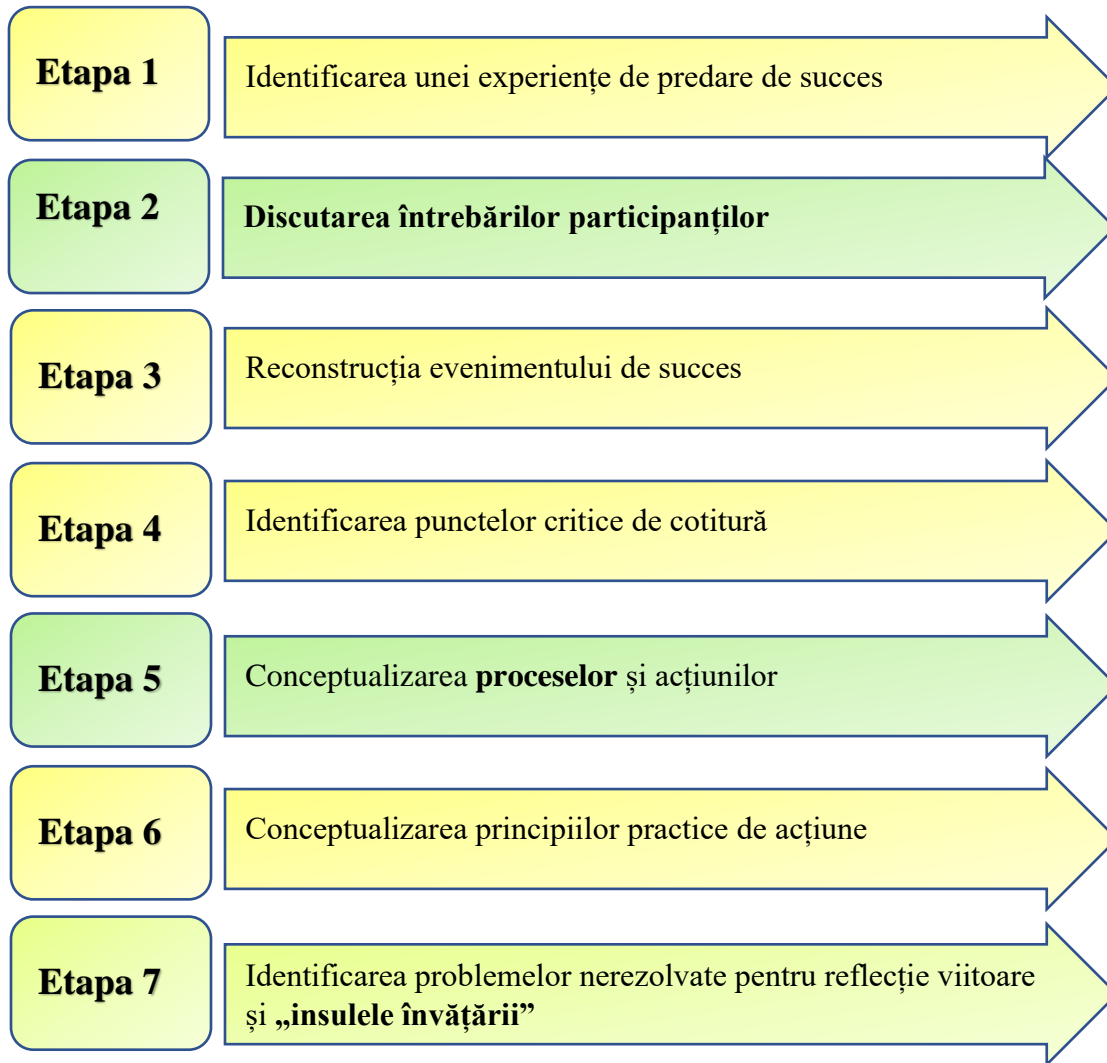 Etapa 1
Identificarea unei experiențe de predare de succes
Etapa 2
Discutarea întrebărilor participanților
Etapa 3
Reconstrucția evenimentului de succes
Etapa 4
Identificarea punctelor critice de cotitură
Etapa 5
Conceptualizarea proceselor și acțiunilor
Etapa 6
Conceptualizarea principiilor practice de acțiune
Etapa 7
Identificarea problemelor nerezolvate pentru reflecție viitoare
și „insulele învățării”